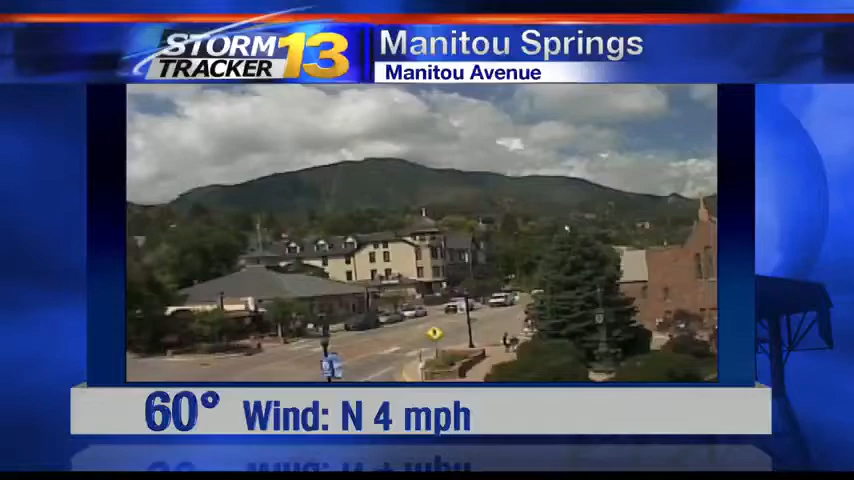 STORM
TRACKER
13
Manitou Springs
Manitou Avenue
60° Wind: N 4 mph